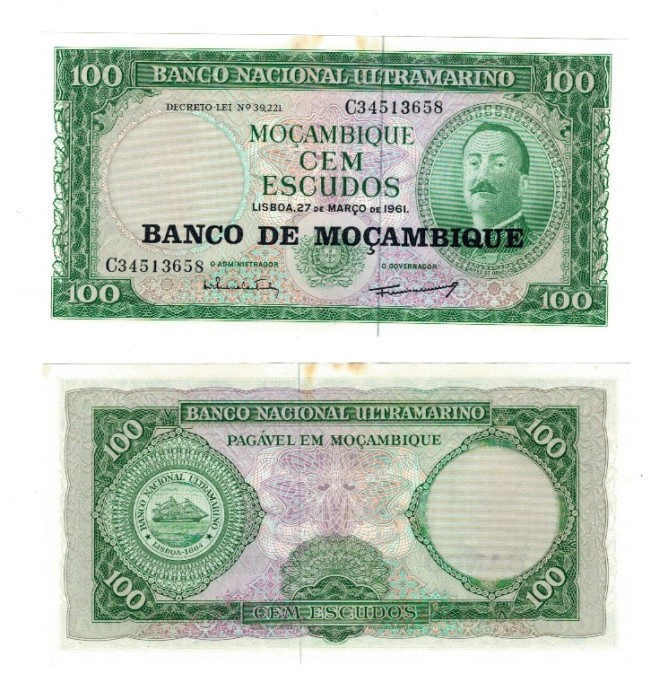 100 BANCO NACIONAL ULTRAMARINO 100
DECRETO-LEI Nº 39.221 C34513658
MOÇAMBIQUE
CEM
ESCUDOS
LISBOA, 27 DE MARÇO DE 1961.
BANCO DE MOÇAMBIQUE
C34513658 O ADMINISTRADOR O GOVERNADOR
100 100
BANCO NACIONAL ULTRAMARINO
100 100
PAGÁVEL EM MOÇAMBIQUE
BANCO NACIONAL ULTRAMARINO
LISBOA-1864
100 100
CEM ESCUDOS